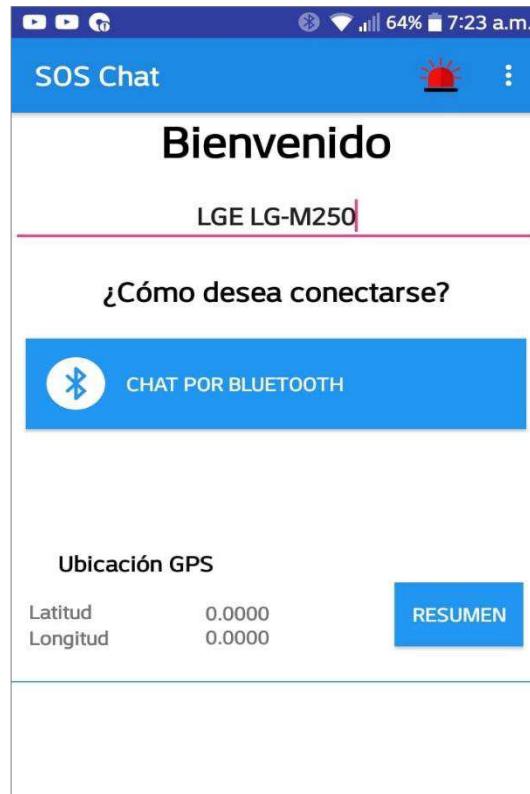 64% 7:23 a.m.
SOS Chat
Bienvenido
LGE LG-M250
¿Cómo desea conectarse?
CHAT POR BLUETOOTH
Ubicación GPS
Latitud 0.0000
RESUMEN
Longitud 0.0000